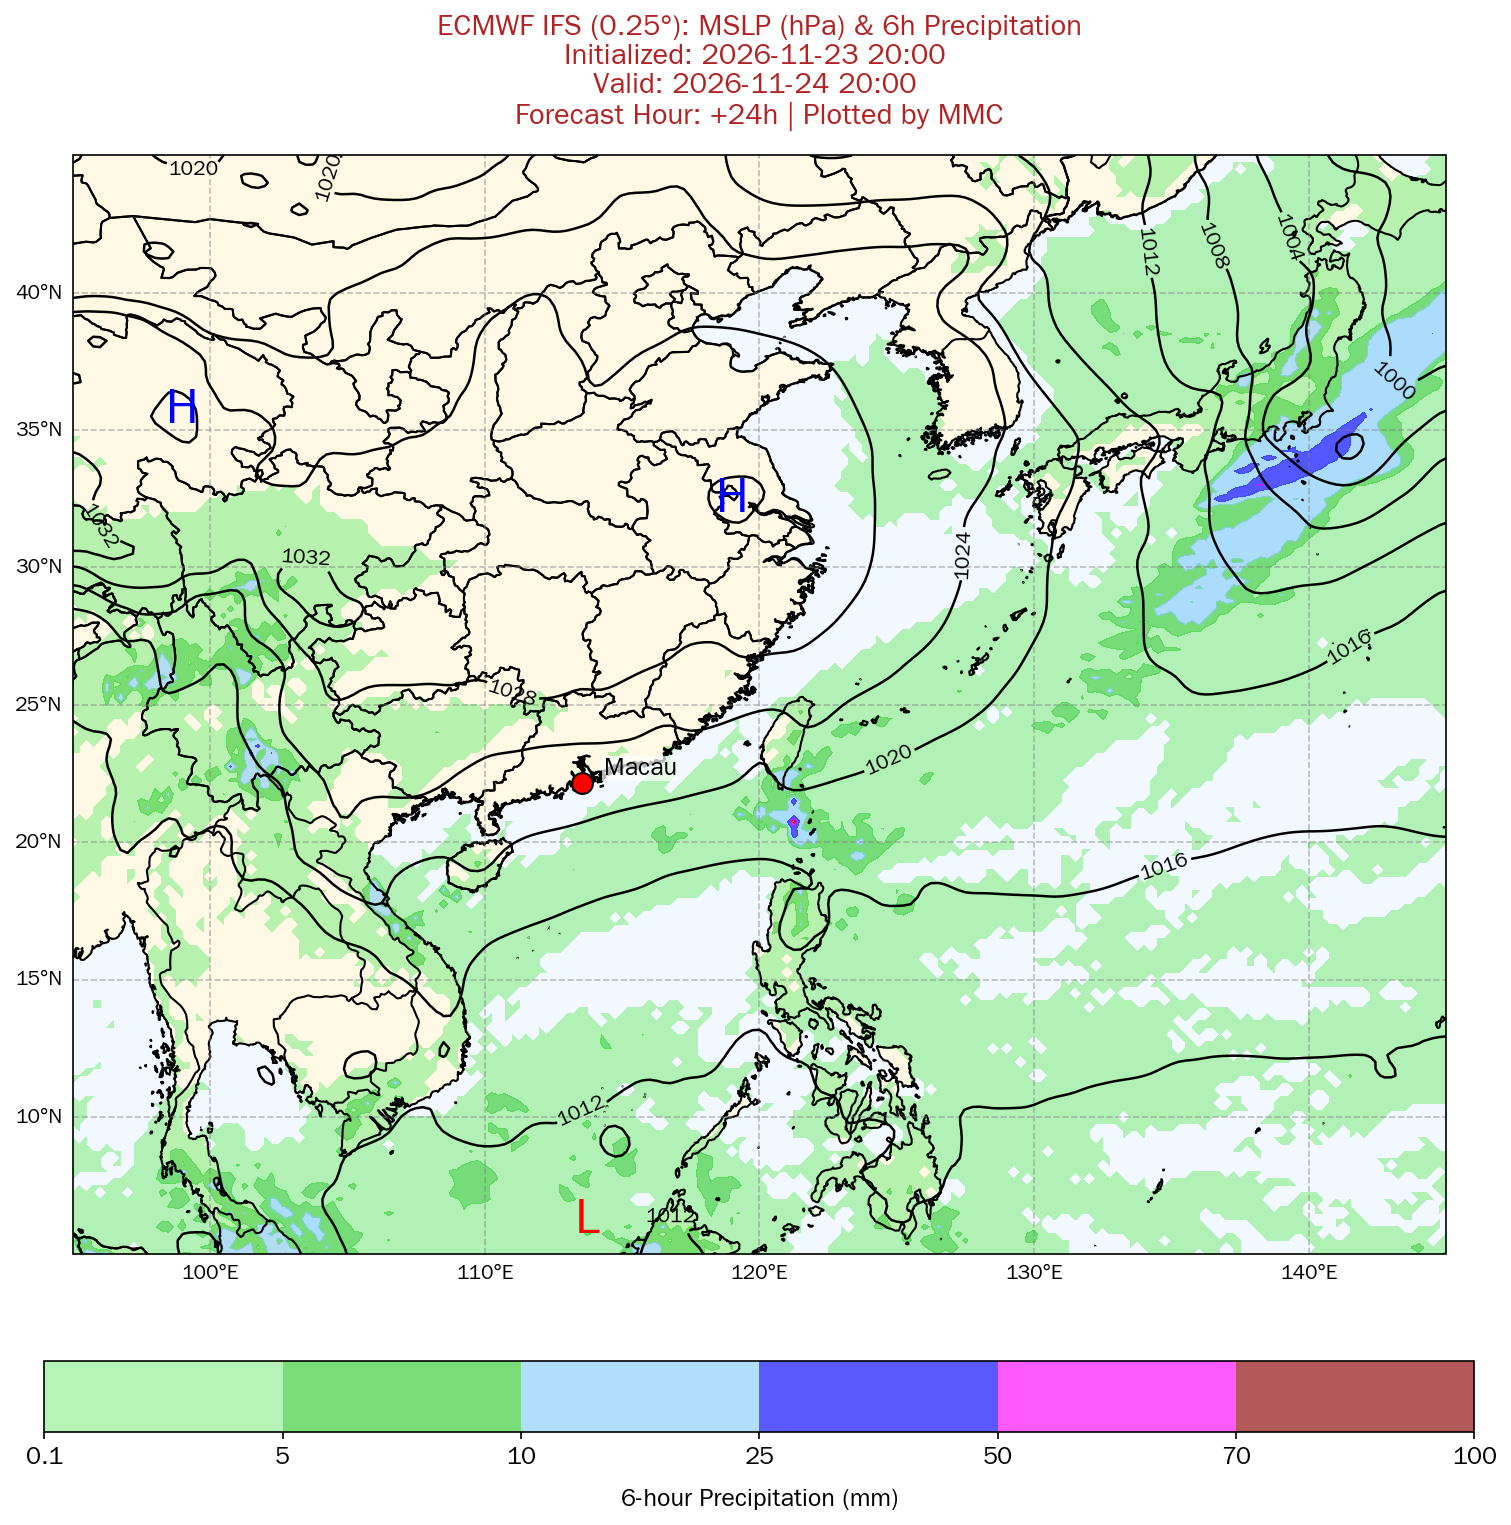 ECMWF IFS (0.25°): MSLP (hPa) & 6h Precipitation
Initialized: 2026-11-23 20:00
Valid: 2026-11-24 20:00
Forecast Hour: +24h | Plotted by MMC
1020
1020
1012
1008
1004
40°N
H
1000
35°N
H
1032
1032
1024
30°N
1016
1028
25°N
1020
Macau
20°N
1016
15°N
1012
10°N
L
1012
100°E
110°E
120°E
130°E
140°E
0.1
5
10
25
50
70
100
6-hour Precipitation (mm)